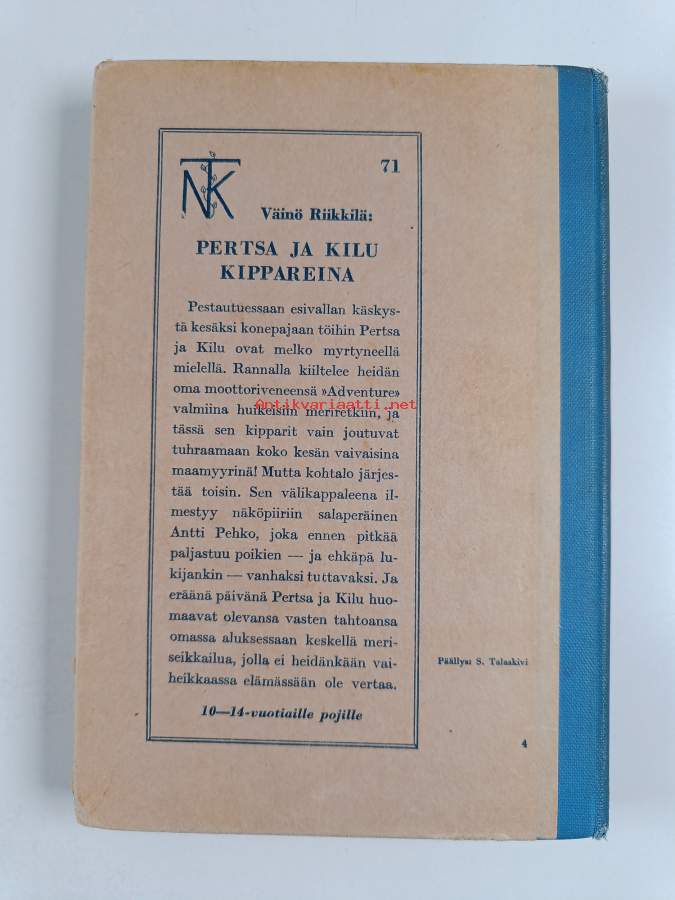 NTK
71
Väinö Riikkilä:
PERTSA JA KILU
KIPPAREINA
Pestautuessaan esivallan käskys-
tä kesäksi konepajaan töihin Pertsa
ja Kilu ovat melko myrtyneellä
mielellä. Rannalla kiiltelee heidän
oma moottoriveneensä »Adventure»
Antikvariaatti.net
valmiina huikeisiin meriretkiin, ja
tässä sen kipparit vain joutuvat
tuhraamaan koko kesän vaivaisina
maamyyrinä! Mutta kohtalo järjes-
tää toisin. Sen välikappaleena il-
mestyy näköpiiriin salaperäinen
Antti Pehko, joka ennen pitkää
paljastuu poikien — ja ehkäpä lu-
kijankin — vanhaksi tuttavaksi. Ja
eräänä päivänä Pertsa ja Kilu huo-
maavat olevansa vasten tahtoansa
omassa aluksessaan keskellä meri-
seikkailua, jolla ei heidänkään vai-
heikkaassa elämässään ole vertaa.
10—14-vuotiaille pojille
Päällys: S. Talaskivi
4